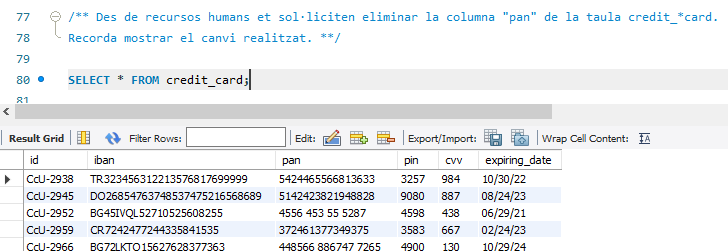 77 /** Des de recursos humans et sol·liciten eliminar la columna "pan" de la taula credit_*card.
78 Recorda mostrar el canvi realitzat. **/
79
80 SELECT * FROM credit_card;
81
Result Grid Filter Rows: Edit: Export/Import: Wrap Cell Content: IA
id iban pan pin cvv expiring_date
CcU-2938 TR323456312213576817699999 5424465566813633 3257 984 10/30/22
CcU-2945 DO26854763748537475216568689 5142423821948828 9080 887 08/24/23
CcU-2952 BG45IVQL52710525608255 4556 453 55 5287 4598 438 06/29/21
CcU-2959 CR7242477244335841535 372461377349375 3583 667 02/24/23
CcU-2966 BG72LKTO15627628377363 448566 886747 7265 4900 130 10/29/24